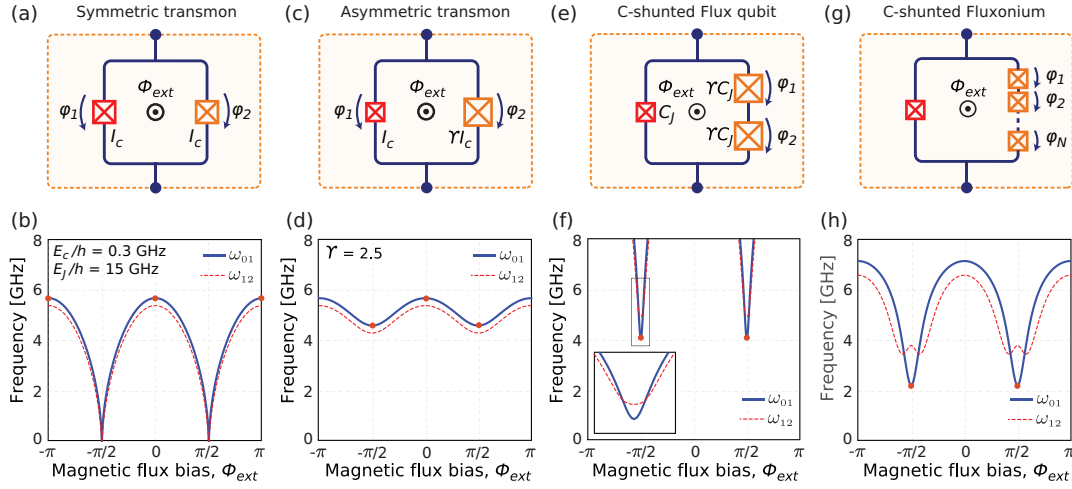 (a) Symmetric transmon
Φext
φ1
φ2
Ic
Ic
(c) Asymmetric transmon
Φext
φ1
φ2
Ic
ϒIc
(e) C-shunted Flux qubit
ϒCJ
φ1
Φext
CJ
ϒCJ
φ2
(g) C-shunted Fluxonium
Φext
φ1
φ2
φN
(b)
Frequency [GHz]
8
6
4
2
0
Ec/h = 0.3 GHz
EJ/h = 15 GHz
ω01
ω12
-π -π/2 0 π/2 π
Magnetic flux bias, Φext
(d)
Frequency [GHz]
8
6
4
2
0
ϒ = 2.5
ω01
ω12
-π -π/2 0 π/2 π
Magnetic flux bias, Φext
(f)
Frequency [GHz]
8
6
4
2
0
ω01
ω12
-π -π/2 0 π/2 π
Magnetic flux bias, Φext
(h)
Frequency [GHz]
8
6
4
2
0
ω01
ω12
-π -π/2 0 π/2 π
Magnetic flux bias, Φext